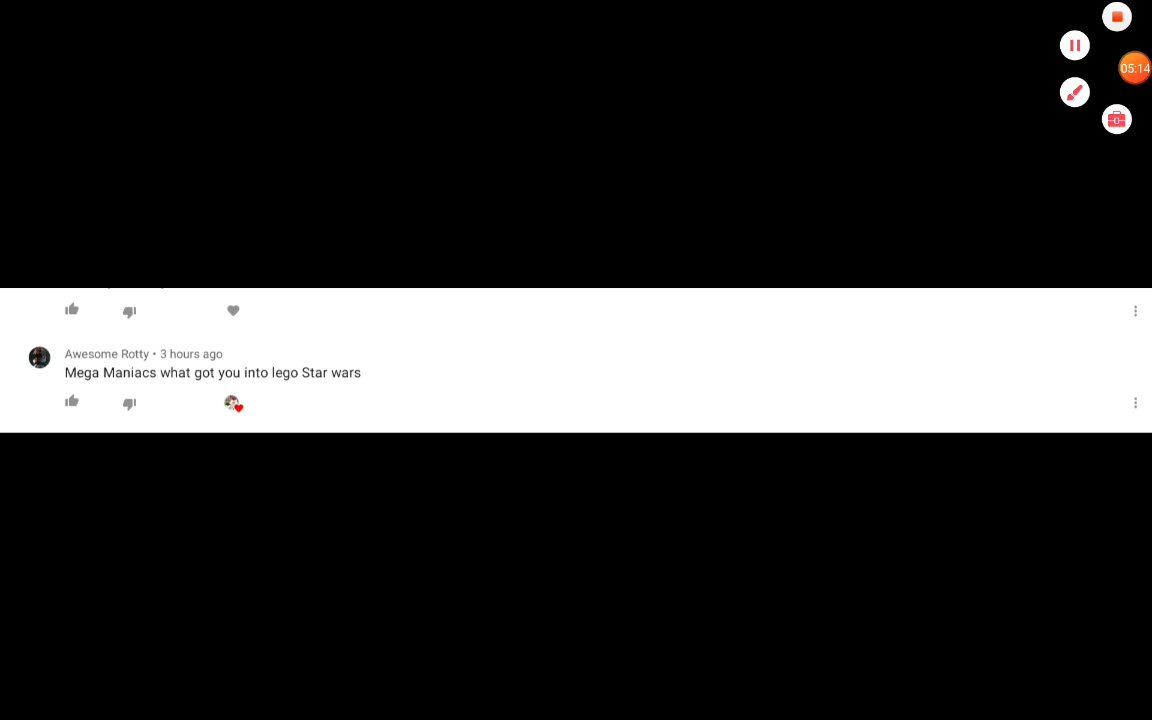 05:14
Awesome Rotty • 3 hours ago
Mega Maniacs what got you into lego Star wars